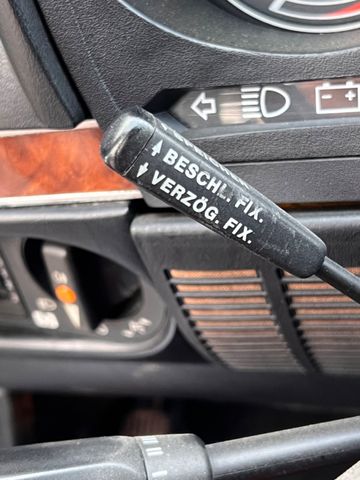 ↑ BESCHL. FIX.
↓ VERZÖG. FIX.